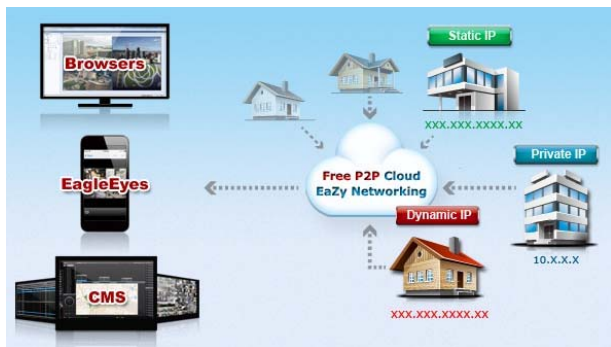 Browsers
EagleEyes
CMS
Free P2P Cloud
EaZy Networking
Static IP
xxx.xxx.xxxx.xx
Private IP
10.X.X.X
Dynamic IP
xxx.xxx.xxxx.xx